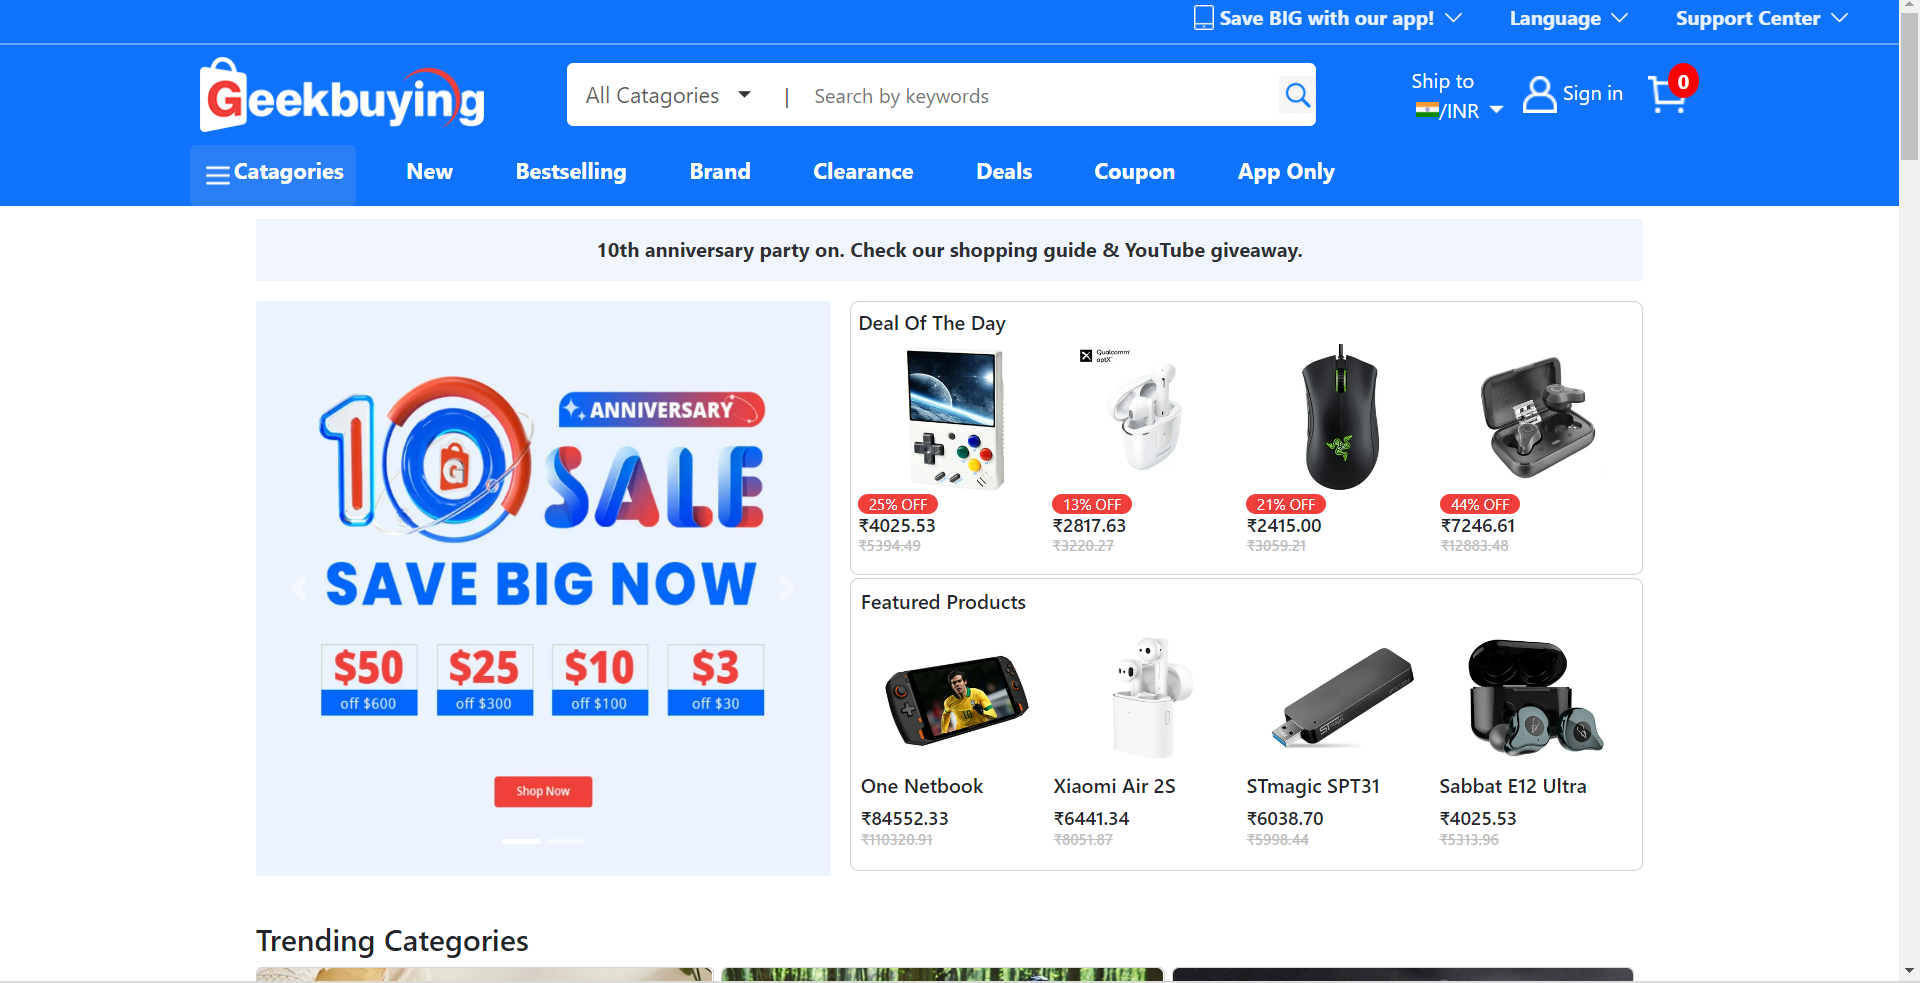 Save BIG with our app!
Language
Support Center
Geekbuying
All Catagories
|
Search by keywords
Ship to
/INR
Sign in
0
Catagories
New
Bestselling
Brand
Clearance
Deals
Coupon
App Only
10th anniversary party on. Check our shopping guide & YouTube giveaway.
10
G
ANNIVERSARY
SALE
SAVE BIG NOW
$50
off $600
$25
off $300
$10
off $100
$3
off $30
Shop Now
Deal Of The Day
Qualcomm
aptX
25% OFF
₹4025.53
₹5394.49
13% OFF
₹2817.63
₹3220.27
21% OFF
₹2415.00
₹3059.21
44% OFF
₹7246.61
₹12883.48
Featured Products
10
One Netbook
₹84552.33
₹110320.91
Xiaomi Air 2S
₹6441.34
₹8051.87
STmagic SPT31
₹6038.70
₹5998.44
Sabbat E12 Ultra
₹4025.53
₹5313.96
Trending Categories